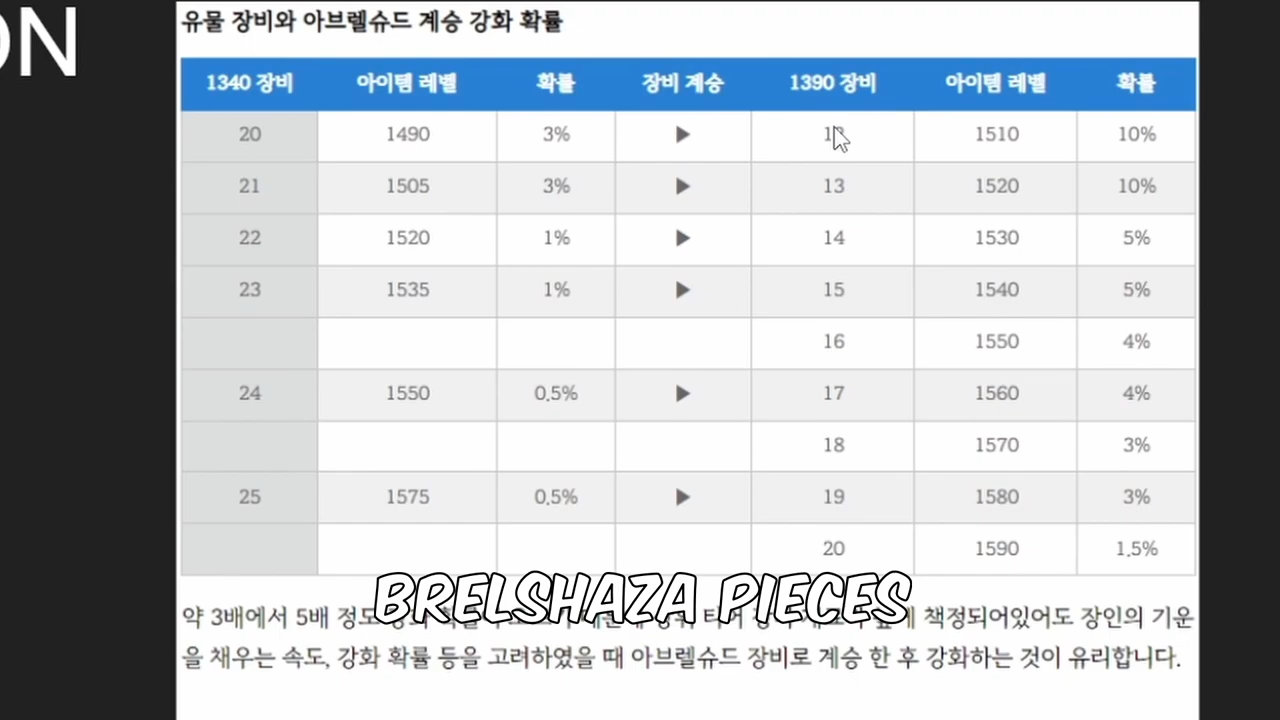 ON
유물 장비와 아브렐슈드 계승 강화 확률
1340 장비 아이템 레벨 확률 장비 계승 1390 장비 아이템 레벨 확률
20 1490 3% ▶ 1510 10%
21 1505 3% ▶ 13 1520 10%
22 1520 1% ▶ 14 1530 5%
23 1535 1% ▶ 15 1540 5%
16 1550 4%
24 1550 0.5% ▶ 17 1560 4%
18 1570 3%
25 1575 0.5% ▶ 19 1580 3%
20 1590 1.5%
BRELSHAZA PIECES
약 3배에서 5배 정도 책정되어있어도 장인의 기운
을 채우는 속도, 강화 확률 등을 고려하였을 때 아브렐슈드 장비로 계승 한 후 강화하는 것이 유리합니다.